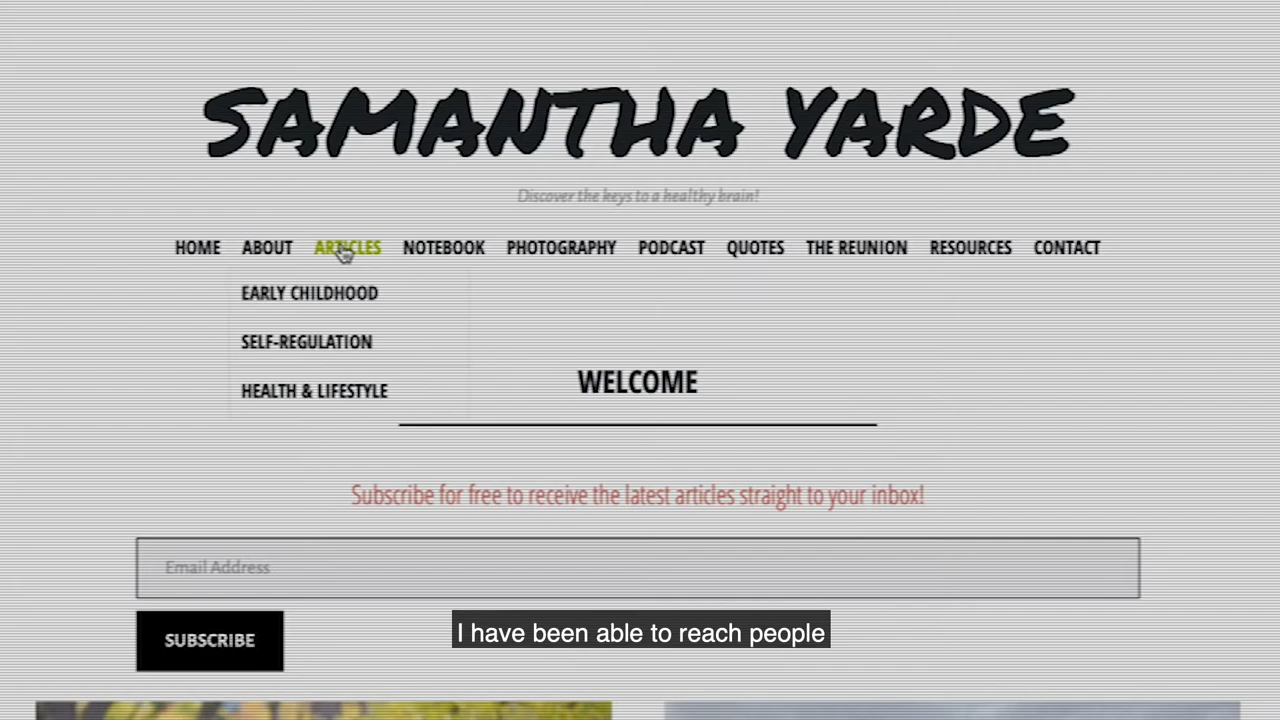 SAMANTHA YARDE
Discover the keys to a healthy brain!
HOME ABOUT ARTICLES NOTEBOOK PHOTOGRAPHY PODCAST QUOTES THE REUNION RESOURCES CONTACT
EARLY CHILDHOOD
SELF-REGULATION
HEALTH & LIFESTYLE
WELCOME
Subscribe for free to receive the latest articles straight to your inbox!
Email Address
SUBSCRIBE
I have been able to reach people